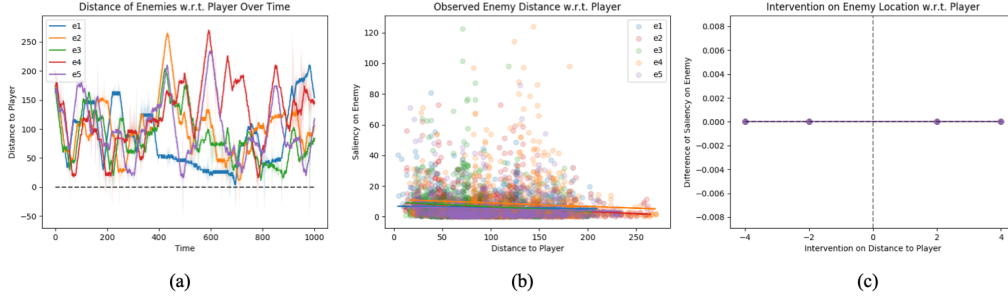 Distance of Enemies w.r.t. Player Over Time
Distance to Player
250
200
150
100
50
0
−50
e1
e2
e3
e4
e5
0
200
400
600
800
1000
Time
(a)
Observed Enemy Distance w.r.t. Player
Saliency on Enemy
120
100
80
60
40
20
0
e1
e2
e3
e4
e5
0
50
100
150
200
250
Distance to Player
(b)
Intervention on Enemy Location w.r.t. Player
Difference of Saliency on Enemy
0.008
0.006
0.004
0.002
0.000
−0.002
−0.004
−0.006
−0.008
−4
−2
0
2
4
Intervention on Distance to Player
(c)